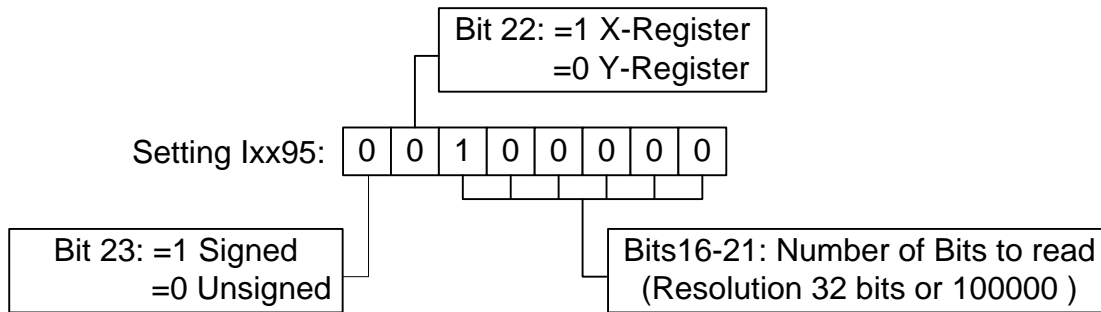 Bit 22: =1 X-Register
=0 Y-Register
Setting Ixx95: 0 0 1 0 0 0 0 0
Bit 23: =1 Signed
=0 Unsigned
Bits16-21: Number of Bits to read
(Resolution 32 bits or 100000 )